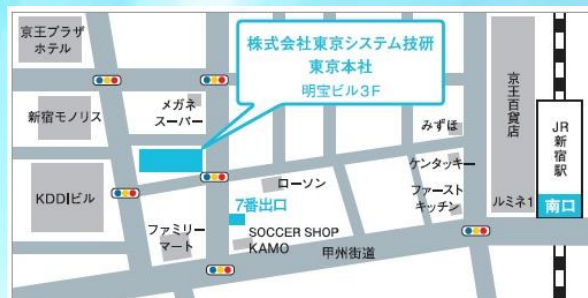 京王プラザ
ホテル
株式会社東京システム技研
東京本社
明宝ビル3F
新宿モノリス
メガネ
スーパー
みずほ
京王百貨店
JR新宿駅
南口
KDDIビル
ケンタッキー
ローソン
ファースト
キッチン
ルミネ1
7番出口
ファミリー
マート
SOCCER SHOP
KAMO
甲州街道